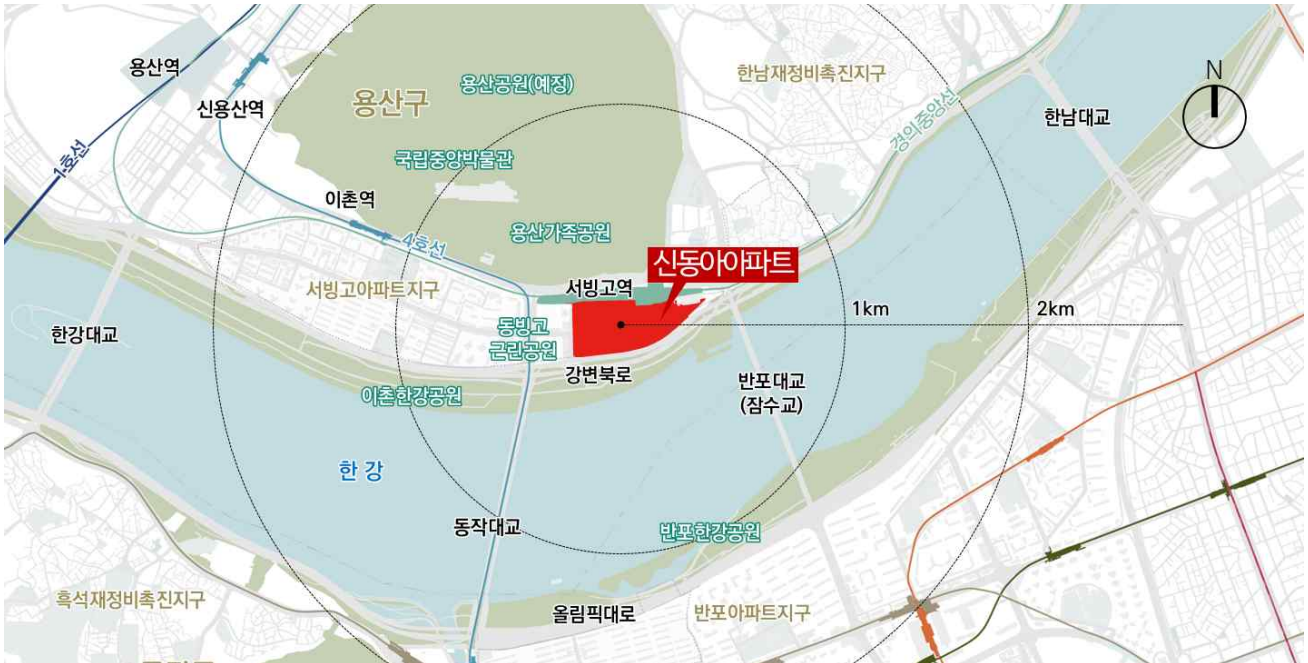 용산역
신용산역
용산구
용산공원(예정)
한남재정비촉진지구
N
한남대교
경의중앙선
국립중앙박물관
1호선
이촌역
4호선
용산가족공원
신동아아파트
서빙고역
서빙고아파트지구
1km
2km
한강대교
동빙고
근린공원
강변북로
이촌한강공원
반포대교
(잠수교)
한 강
동작대교
반포한강공원
흑석재정비촉진지구
올림픽대로
반포아파트지구